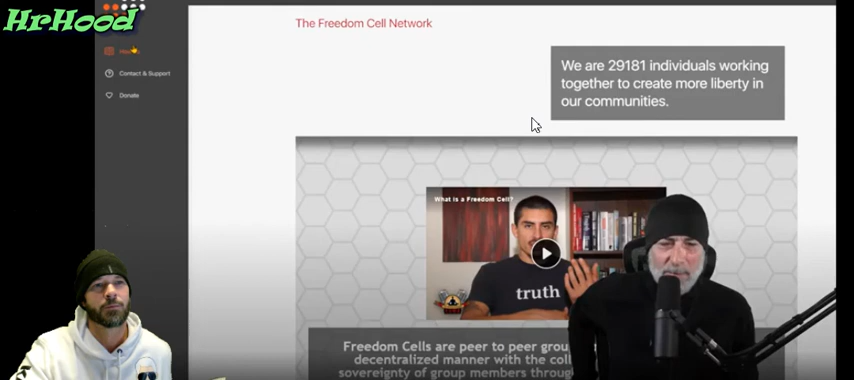 HrHood
The Freedom Cell Network
We are 29181 individuals working
together to create more liberty in
our communities.
Contact & Support
Donate
What is a Freedom Cell?
truth
Freedom Cells are peer to peer grou
decentralized manner with the coll
sovereignty of group members throug